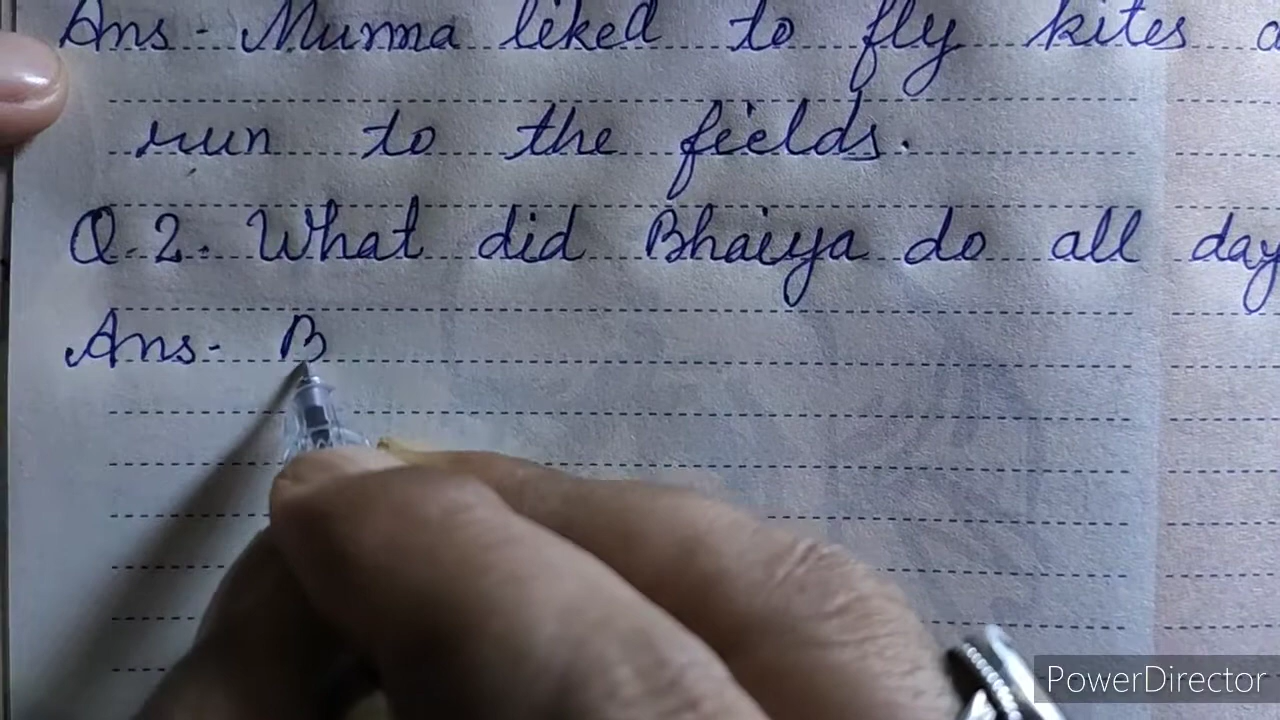 Ans - Munna liked to fly kites a
run to the fields.
Q.2. What did Bhaiya do all day
Ans - B
PowerDirector